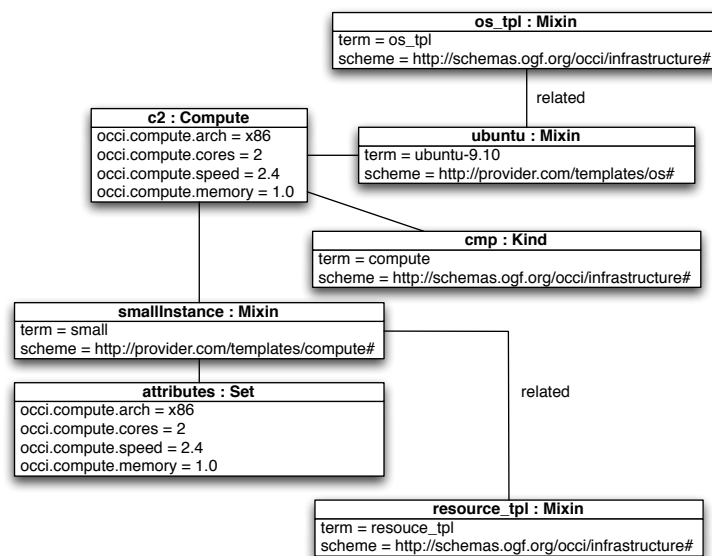 os_tpl : Mixin
term = os_tpl
scheme = http://schemas.ogf.org/occi/infrastructure#
related
c2 : Compute
occi.compute.arch = x86
occi.compute.cores = 2
occi.compute.speed = 2.4
occi.compute.memory = 1.0
ubuntu : Mixin
term = ubuntu-9.10
scheme = http://provider.com/templates/os#
cmp : Kind
term = compute
scheme = http://schemas.ogf.org/occi/infrastructure#
smallInstance : Mixin
term = small
scheme = http://provider.com/templates/compute#
attributes : Set
occi.compute.arch = x86
occi.compute.cores = 2
occi.compute.speed = 2.4
occi.compute.memory = 1.0
related
resource_tpl : Mixin
term = resouce_tpl
scheme = http://schemas.ogf.org/occi/infrastructure#